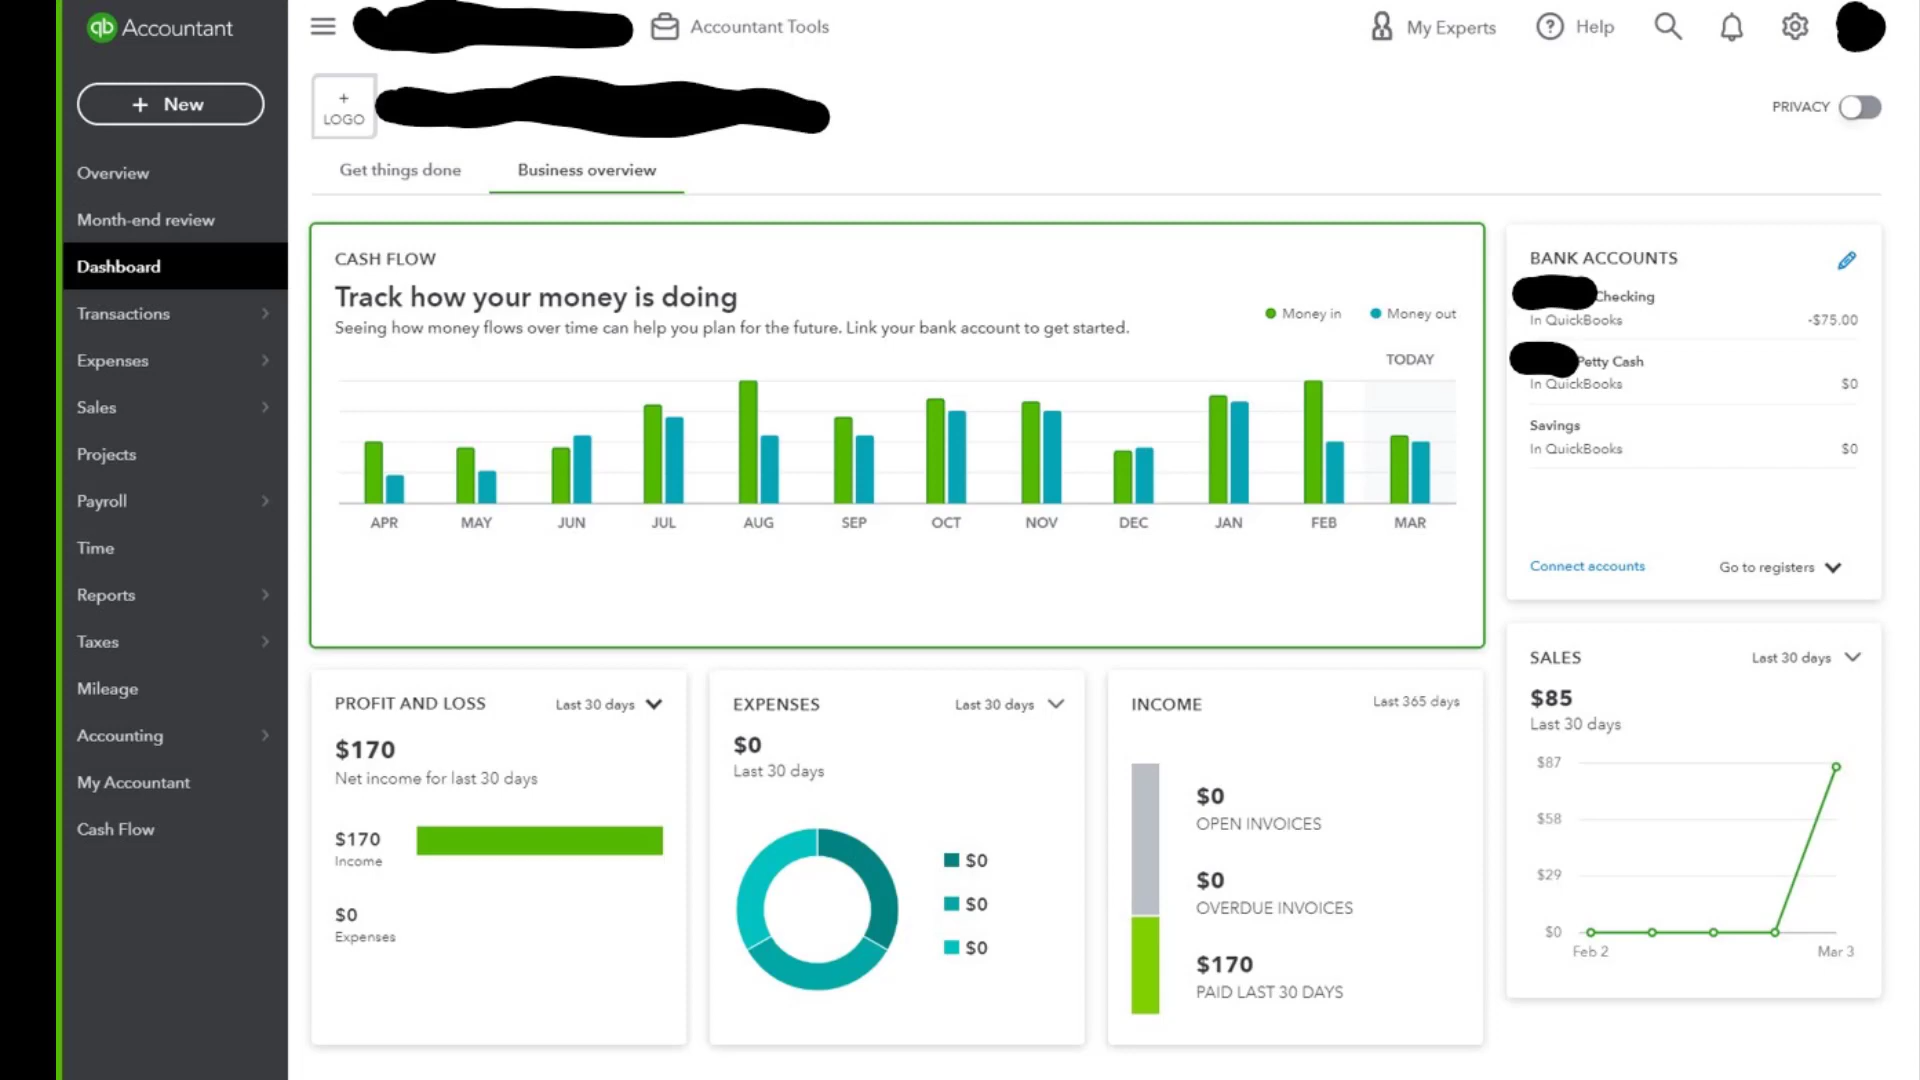 qb Accountant
+ New
Overview
Month-end review
Dashboard
Transactions
Expenses
Sales
Projects
Payroll
Time
Reports
Taxes
Mileage
Accounting
My Accountant
Cash Flow
Accountant Tools
My Experts
Help
+
LOGO
PRIVACY
Get things done
Business overview
CASH FLOW
Track how your money is doing
Seeing how money flows over time can help you plan for the future. Link your bank account to get started.
Money in
Money out
TODAY
APR MAY JUN JUL AUG SEP OCT NOV DEC JAN FEB MAR
BANK ACCOUNTS
Checking
In QuickBooks -$75.00
Petty Cash
In QuickBooks $0
Savings
In QuickBooks $0
Connect accounts
Go to registers
PROFIT AND LOSS
Last 30 days
$170
Net income for last 30 days
$170
Income
$0
Expenses
EXPENSES
Last 30 days
$0
Last 30 days
$0
$0
$0
INCOME
Last 365 days
$0
OPEN INVOICES
$0
OVERDUE INVOICES
$170
PAID LAST 30 DAYS
SALES
Last 30 days
$85
Last 30 days
$87
$58
$29
$0
Feb 2
Mar 3